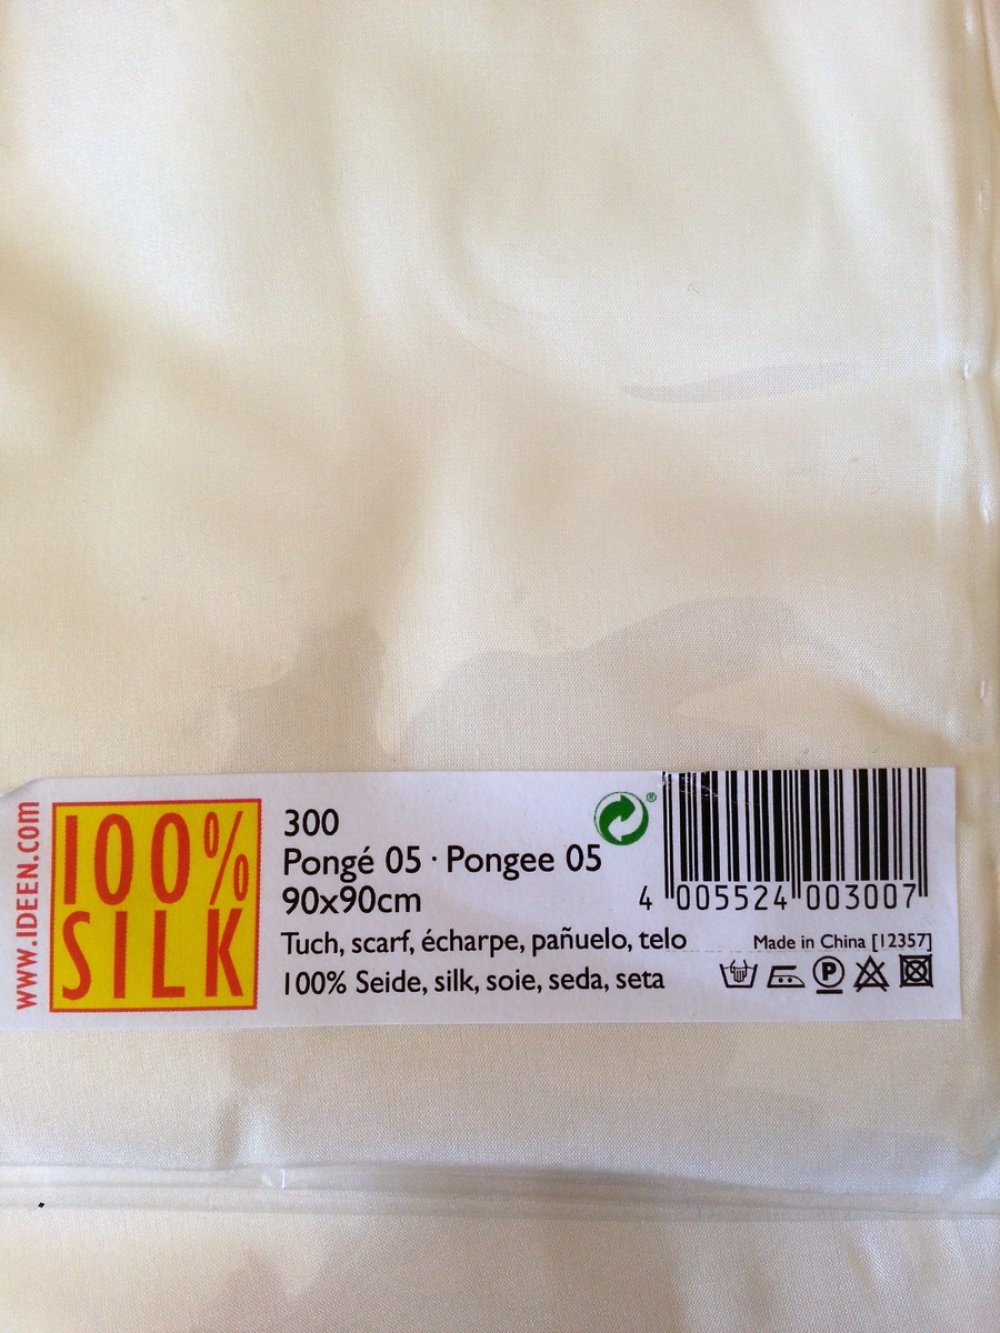 WWW.IDEEN.com
100%
SILK
300
Pongé 05 · Pongee 05
90x90cm
Tuch, scarf, écharpe, pañuelo, telo
100% Seide, silk, soie, seda, seta
®
4 005524 003007
Made in China [12357]
P